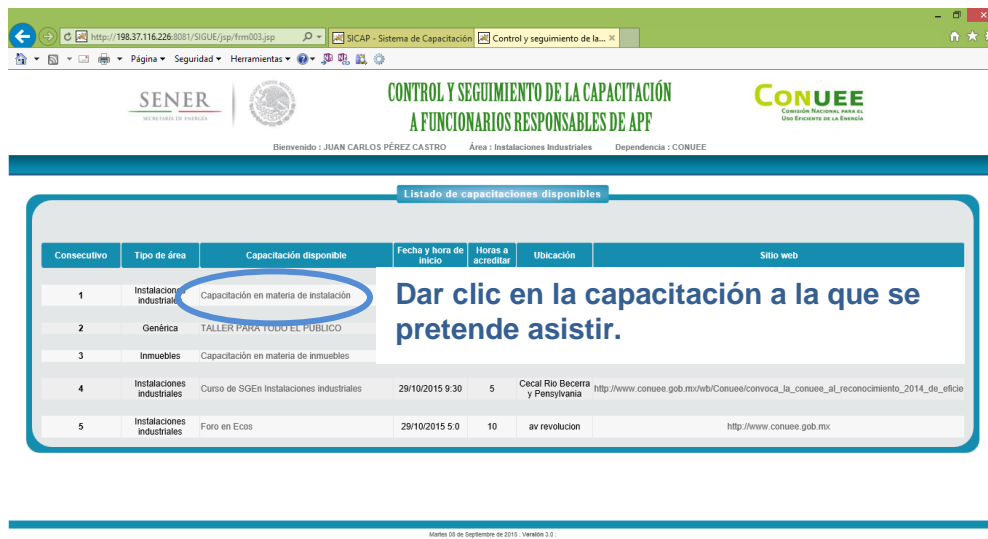 http://198.37.116.226:8081/SIGUE/jsp/frm003.jsp
SICAP - Sistema de Capacitación
Control y seguimiento de la...
Página Seguridad Herramientas
SENER
SECRETARÍA DE ENERGÍA
CONTROL Y SEGUIMIENTO DE LA CAPACITACIÓN
A FUNCIONARIOS RESPONSABLES DE APF
CONUEE
COMISIÓN NACIONAL PARA EL
USO EFICIENTE DE LA ENERGÍA
Bienvenido : JUAN CARLOS PÉREZ CASTRO Área : Instalaciones Industriales Dependencia : CONUEE
Listado de capacitaciones disponibles
Consecutivo Tipo de área Capacitación disponible Fecha y hora de inicio Horas a acreditar Ubicación Sitio web
1 Instalaciones industriales Capacitación en materia de instalación
Dar clic en la capacitación a la que se
pretende asistir.
2 Genérica TALLER PARA TODO EL PUBLICO
3 Inmuebles Capacitación en materia de inmuebles
4 Instalaciones industriales Curso de SGEn Instalaciones industriales 29/10/2015 9:30 5 Cecal Rio Becerra y Pensylvania http://www.conuee.gob.mx/wb/Conuee/convoca_la_conuee_al_reconocimiento_2014_de_eficie
5 Instalaciones industriales Foro en Ecos 29/10/2015 5:0 10 av revolucion http://www.conuee.gob.mx
Martes 08 de Septiembre de 2015 : Versión 3.0 :